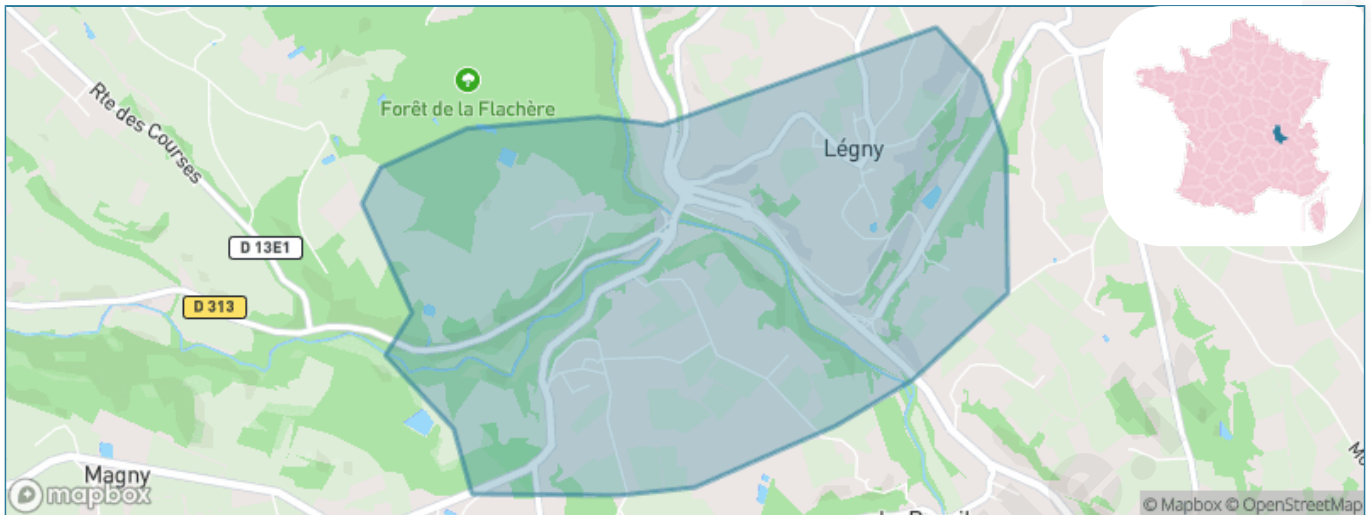 Rte des Courses
Forêt de la Flachère
Légny
D 13E1
D 313
Magny
mapbox
© Mapbox © OpenStreetMap